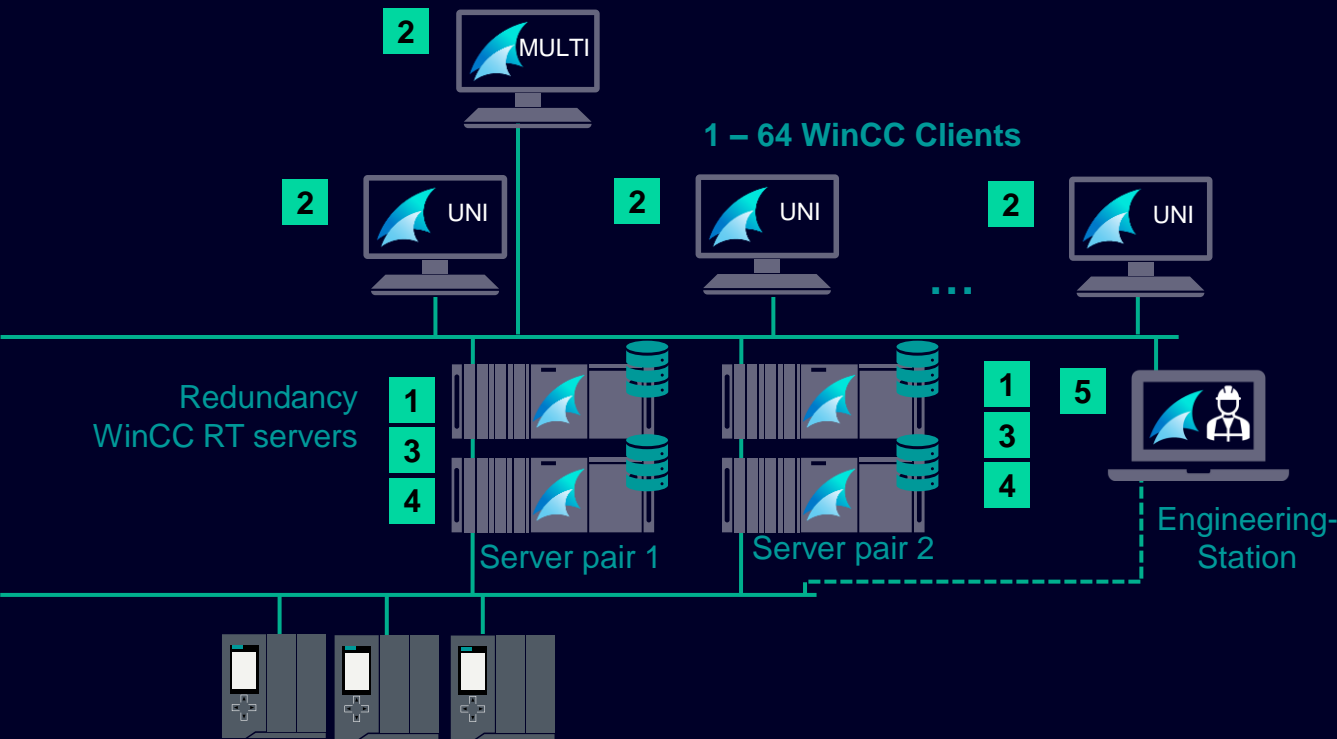 2
MULTI
1 – 64 WinCC Clients
2
UNI
2
UNI
2
UNI
...
Redundancy
WinCC RT servers
1
3
4
1
3
4
5
Server pair 1
Server pair 2
Engineering-
Station